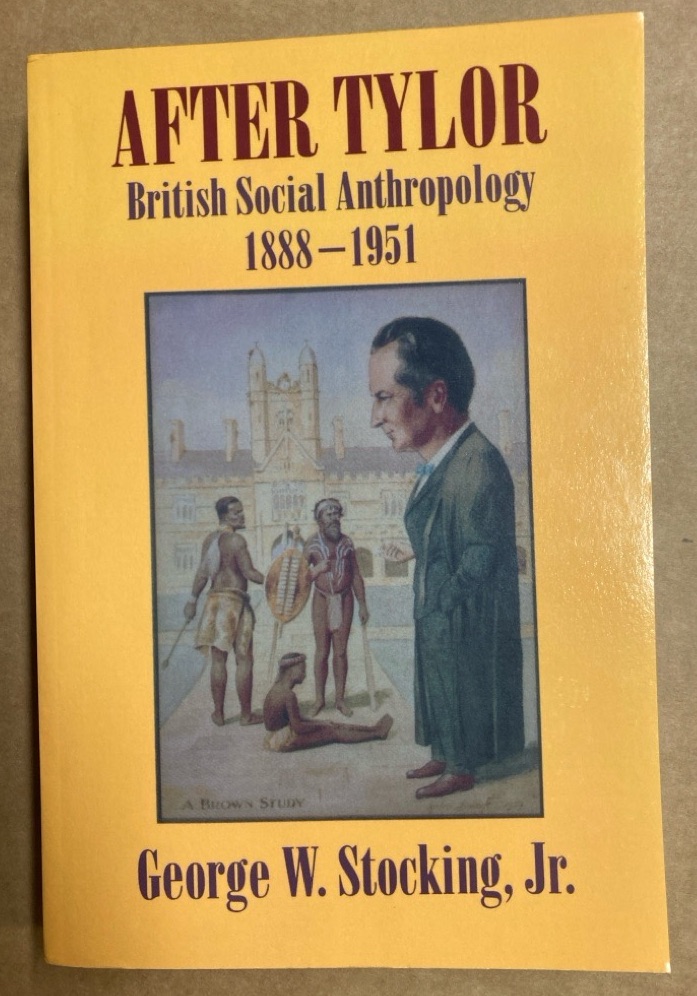 AFTER TYLOR
British Social Anthropology
1888–1951
A BROWN STUDY
George W. Stocking, Jr.